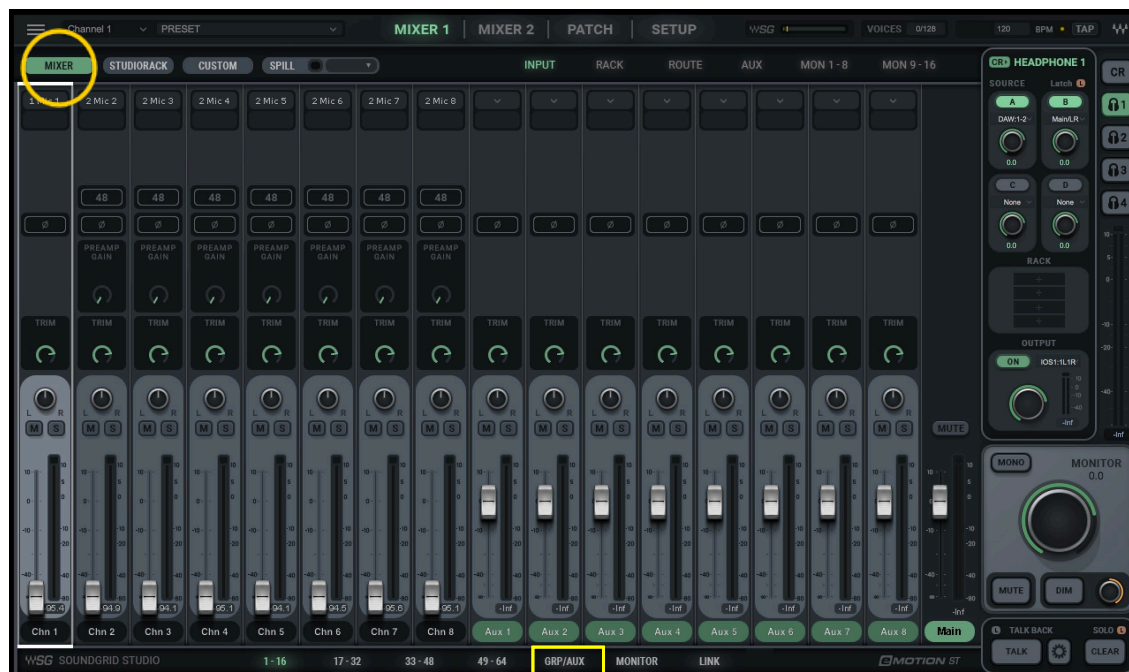 Channel 1 PRESET MIXER 1 MIXER 2 PATCH SETUP WSG VOICES 0/128 120 BPM TAP
MIXER STUDIORACK CUSTOM SPILL INPUT RACK ROUTE AUX MON 1 - 8 MON 9 - 16
1 Mic 1 2 Mic 2 2 Mic 3 2 Mic 4 2 Mic 5 2 Mic 6 2 Mic 7 2 Mic 8
48 48 48 48 48 48 48
Ø Ø Ø Ø Ø Ø Ø Ø Ø Ø Ø Ø Ø Ø Ø Ø
PREAMP GAIN PREAMP GAIN PREAMP GAIN PREAMP GAIN PREAMP GAIN PREAMP GAIN PREAMP GAIN
TRIM TRIM TRIM TRIM TRIM TRIM TRIM TRIM TRIM TRIM TRIM TRIM TRIM TRIM TRIM TRIM
L R L R L R L R L R L R L R L R L R L R L R L R L R L R L R L R
M S M S M S M S M S M S M S M S M S M S M S M S M S M S M S M S MUTE
95.4 94.9 94.1 95.1 94.1 94.5 95.6 95.1 -Inf -Inf -Inf -Inf -Inf -Inf -Inf -Inf -Inf
Chn 1 Chn 2 Chn 3 Chn 4 Chn 5 Chn 6 Chn 7 Chn 8 Aux 1 Aux 2 Aux 3 Aux 4 Aux 5 Aux 6 Aux 7 Aux 8 Main
WSG SOUNDGRID STUDIO 1 - 16 17 - 32 33 - 48 49 - 64 GRP/AUX MONITOR LINK EMOTION ST
CR+ HEADPHONE 1
CR
SOURCE Latch L
A B
1
DAW:1-2 Main/LR
2
0.0 0.0
3
C D
None None
4
0.0 0.0
RACK
OUTPUT
ON IOS1:1L1R
-Inf
-Inf
MONO MONITOR
0.0
MUTE DIM
L TALK BACK SOLO L
TALK CLEAR